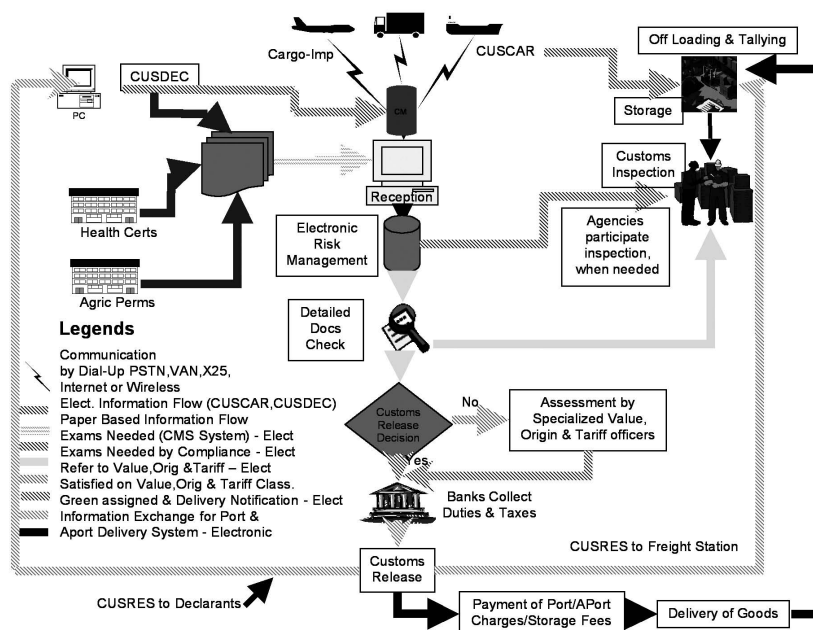 Cargo-Imp
CUSCAR
Off Loading & Tallying
CUSDEC
PC
CM
Storage
Customs
Inspection
Reception
Health Certs
Electronic
Risk
Management
Agencies
participate
inspection,
when needed
Agric Perms
Detailed
Docs
Check
Legends
Communication
by Dial-Up PSTN,VAN,X25,
Internet or Wireless
Elect. Information Flow (CUSCAR,CUSDEC)
Paper Based Information Flow
Exams Needed (CMS System) - Elect
Exams Needed by Compliance - Elect
Refer to Value,Orig &Tariff – Elect
Satisfied on Value,Orig & Tariff Class.
Green assigned & Delivery Notification - Elect
Information Exchange for Port &
Aport Delivery System - Electronic
Customs
Release
Decision
No
Yes
Assessment by
Specialized Value,
Origin & Tariff officers
Banks Collect
Duties & Taxes
CUSRES to Freight Station
Customs
Release
CUSRES to Declarants
Payment of Port/APort
Charges/Storage Fees
Delivery of Goods